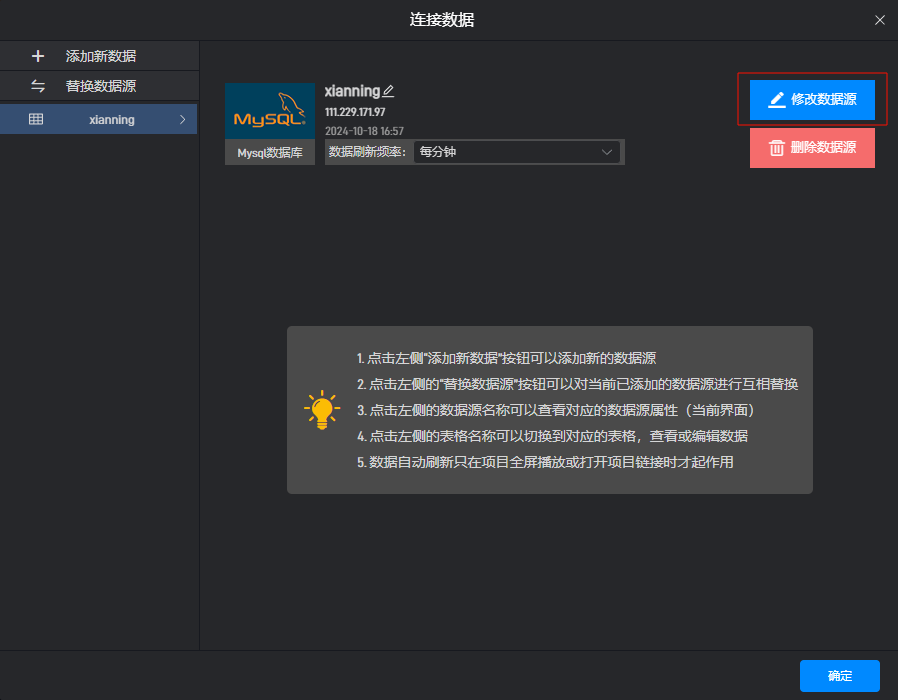 连接数据
添加新数据
替换数据源
xianning
MySQL
Mysql数据库
xianning
111.229.171.97
2024-10-18 16:57
数据刷新频率: 每分钟
修改数据源
删除数据源
1. 点击左侧"添加新数据"按钮可以添加新的数据源
2. 点击左侧的"替换数据源"按钮可以对当前已添加的数据源进行互相替换
3. 点击左侧的数据源名称可以查看对应的数据源属性（当前界面）
4. 点击左侧的表格名称可以切换到对应的表格，查看或编辑数据
5. 数据自动刷新只在项目全屏播放或打开项目链接时才起作用
确定